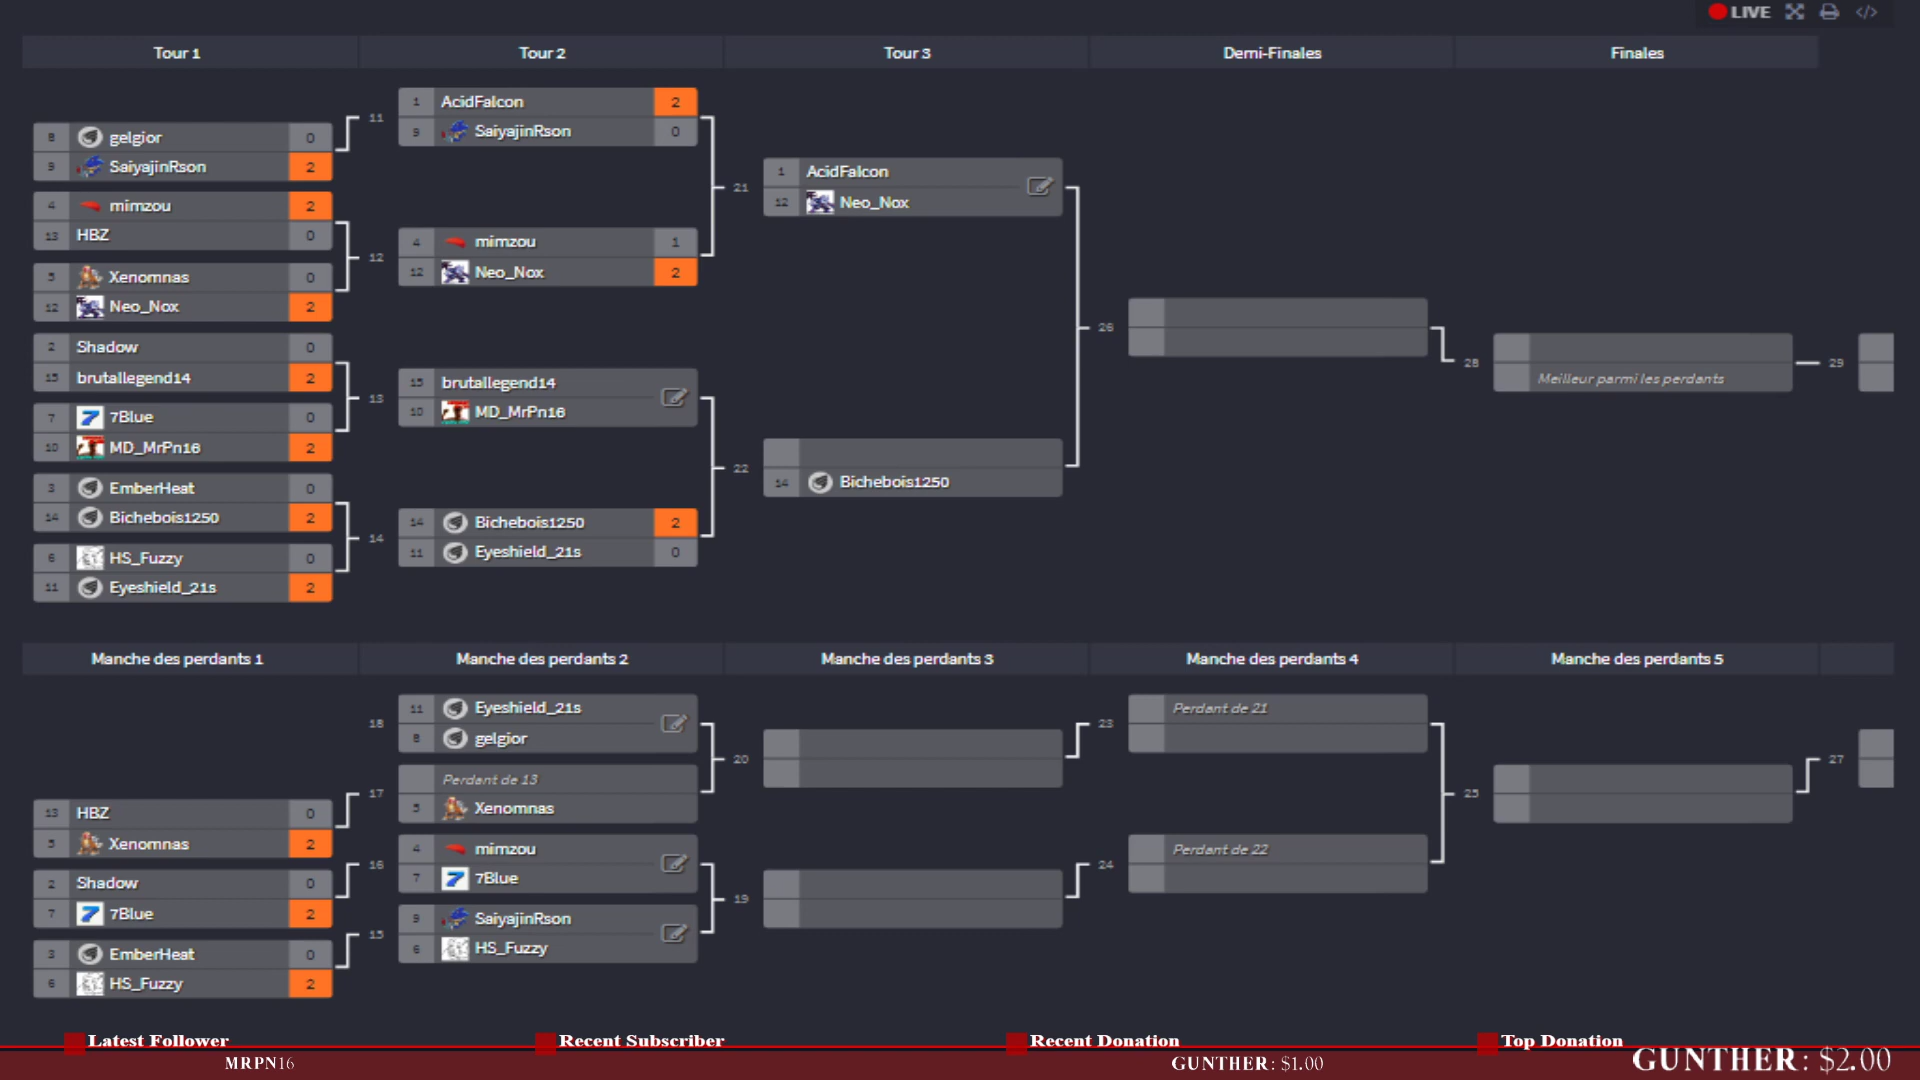 LIVE
Tour 1
Tour 2
Tour 3
Demi-Finales
Finales
8 gelgior 0
9 SaiyajinRson 2
4 mimzou 2
13 HBZ 0
5 Xenomnas 0
12 Neo_Nox 2
2 Shadow 0
15 brutallegend14 2
7 7Blue 0
10 MD_MrPn16 2
3 EmberHeat 0
14 Bichebois1250 2
6 HS_Fuzzy 0
11 Eyeshield_21s 2
11
1 AcidFalcon 2
9 SaiyajinRson 0
12
4 mimzou 1
12 Neo_Nox 2
13
15 brutallegend14
10 MD_MrPn16
14
14 Bichebois1250 2
11 Eyeshield_21s 0
21
1 AcidFalcon
12 Neo_Nox
22
14 Bichebois1250
26
28
Meilleur parmi les perdants
29
Manche des perdants 1
Manche des perdants 2
Manche des perdants 3
Manche des perdants 4
Manche des perdants 5
13 HBZ 0
5 Xenomnas 2
2 Shadow 0
7 7Blue 2
3 EmberHeat 0
6 HS_Fuzzy 2
18
11 Eyeshield_21s
8 gelgior
17
Perdant de 13
5 Xenomnas
16
4 mimzou
7 7Blue
15
9 SaiyajinRson
6 HS_Fuzzy
20
19
23
Perdant de 21
24
Perdant de 22
25
27
Latest Follower
MRPN16
Recent Subscriber
Recent Donation
GUNTHER: $1.00
Top Donation
GUNTHER: $2.00